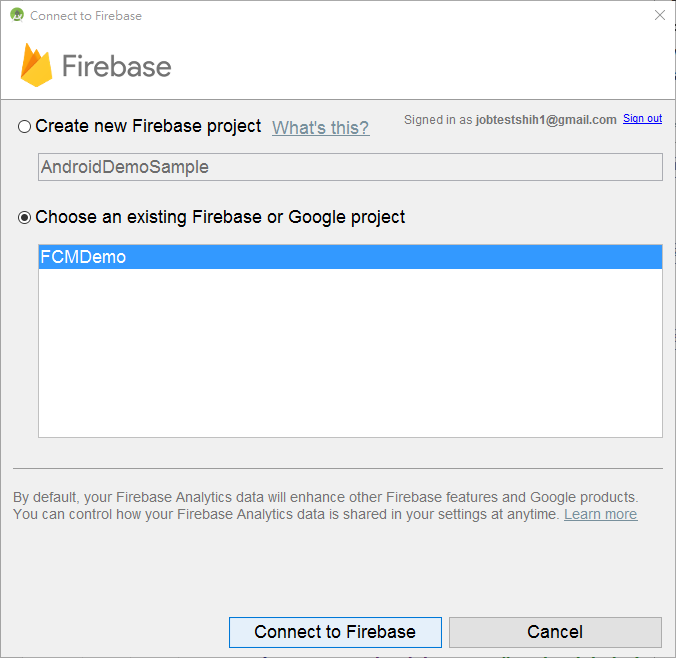 Connect to Firebase
Firebase
Create new Firebase project What's this?
Signed in as jobtestshih1@gmail.com Sign out
AndroidDemoSample
Choose an existing Firebase or Google project
FCMDemo
By default, your Firebase Analytics data will enhance other Firebase features and Google products.
You can control how your Firebase Analytics data is shared in your settings at anytime. Learn more
Connect to Firebase
Cancel